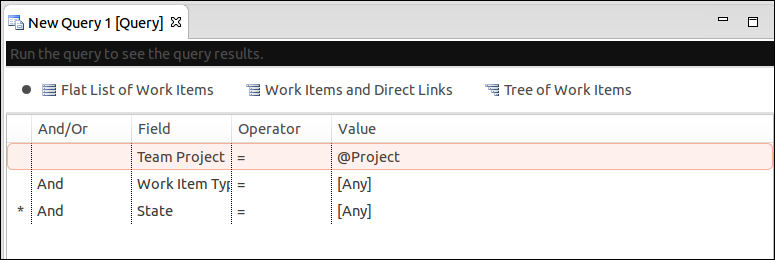 New Query 1 [Query]
Run the query to see the query results.
Flat List of Work Items Work Items and Direct Links Tree of Work Items
And/Or Field Operator Value
Team Project = @Project
And Work Item Typ = [Any]
* And State = [Any]